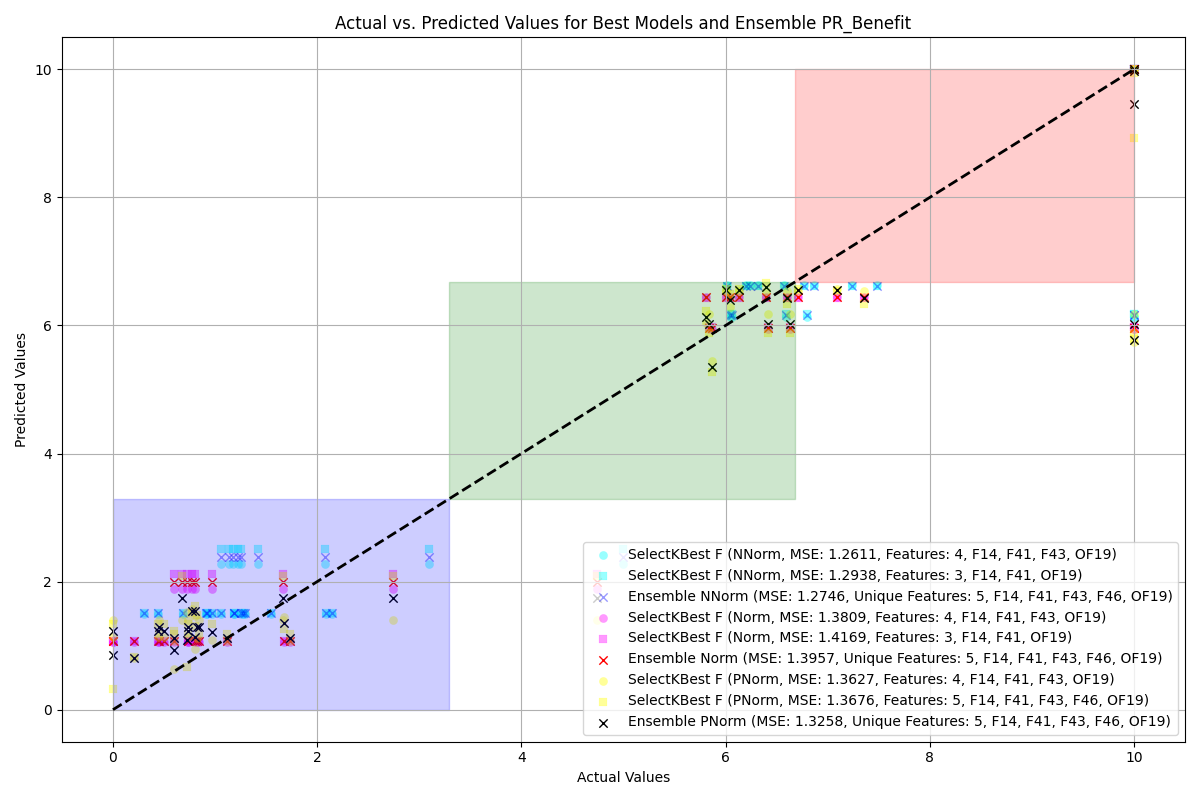 Actual vs. Predicted Values for Best Models and Ensemble PR_Benefit
Predicted Values
10
8
6
4
2
0
SelectKBest F (NNorm, MSE: 1.2611, Features: 4, F14, F41, F43, OF19)
SelectKBest F (NNorm, MSE: 1.2938, Features: 3, F14, F41, OF19)
Ensemble NNorm (MSE: 1.2746, Unique Features: 5, F14, F41, F43, F46, OF19)
SelectKBest F (Norm, MSE: 1.3809, Features: 4, F14, F41, F43, OF19)
SelectKBest F (Norm, MSE: 1.4169, Features: 3, F14, F41, OF19)
Ensemble Norm (MSE: 1.3957, Unique Features: 5, F14, F41, F43, F46, OF19)
SelectKBest F (PNorm, MSE: 1.3627, Features: 4, F14, F41, F43, OF19)
SelectKBest F (PNorm, MSE: 1.3676, Features: 5, F14, F41, F43, F46, OF19)
Ensemble PNorm (MSE: 1.3258, Unique Features: 5, F14, F41, F43, F46, OF19)
0 2 4 6 8 10
Actual Values